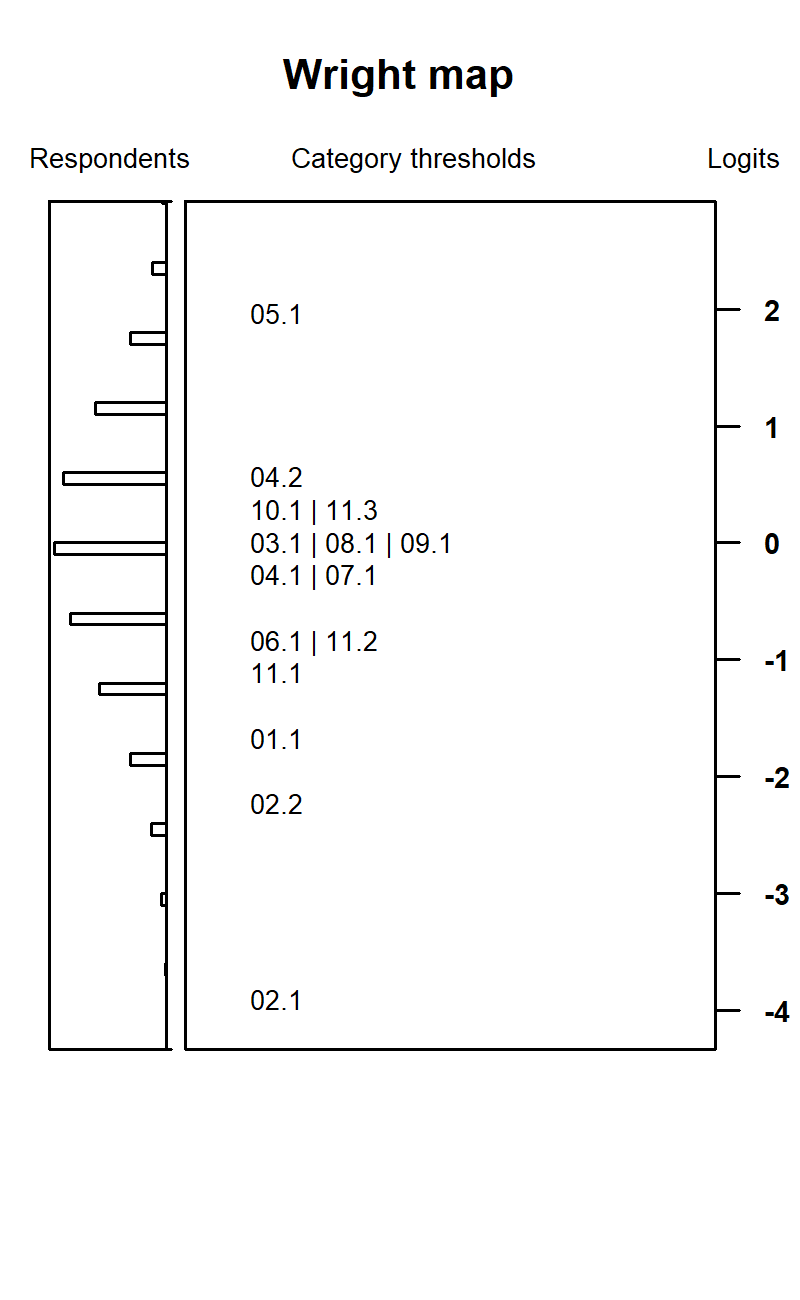 Wright map
Respondents Category thresholds Logits
05.1 2
1
04.2
10.1 | 11.3
03.1 | 08.1 | 09.1 0
04.1 | 07.1
06.1 | 11.2
-1
11.1
01.1
-2
02.2
-3
02.1 -4